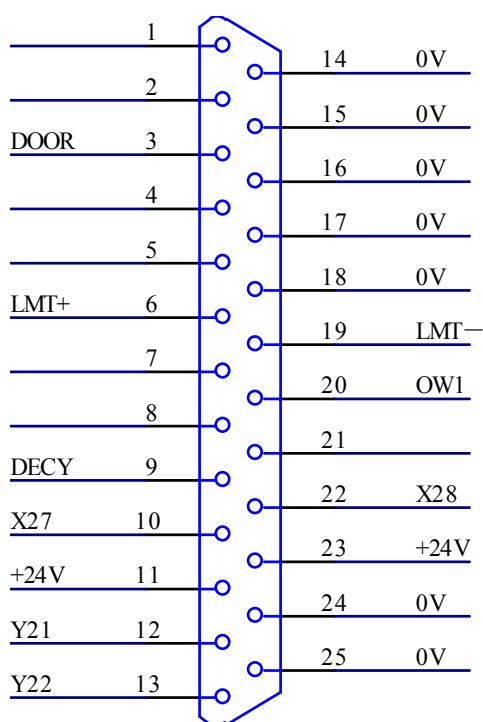 1
14 0V
2
15 0V
DOOR 3
16 0V
4
17 0V
5
18 0V
LMT+ 6
19 LMT－
7
20 OW1
8
21
DECY 9
22 X28
X27 10
23 +24V
+24V 11
24 0V
Y21 12
25 0V
Y22 13